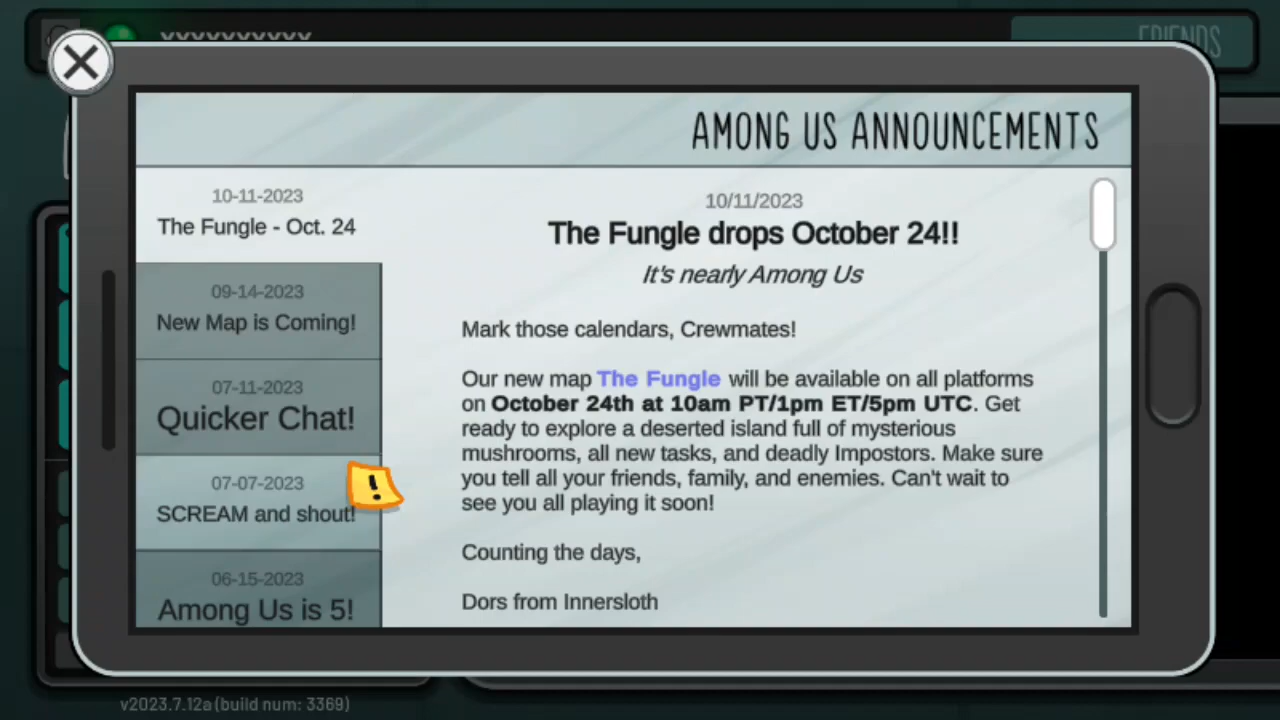 FRIENDS
AMONG US ANNOUNCEMENTS
10-11-2023
The Fungle - Oct. 24
09-14-2023
New Map is Coming!
07-11-2023
Quicker Chat!
07-07-2023
SCREAM and shout!
06-15-2023
Among Us is 5!
10/11/2023
The Fungle drops October 24!!
It's nearly Among Us
Mark those calendars, Crewmates!
Our new map The Fungle will be available on all platforms
on October 24th at 10am PT/1pm ET/5pm UTC. Get
ready to explore a deserted island full of mysterious
mushrooms, all new tasks, and deadly Impostors. Make sure
you tell all your friends, family, and enemies. Can't wait to
see you all playing it soon!
Counting the days,
Dors from Innersloth
v2023.7.12a (build num: 3369)